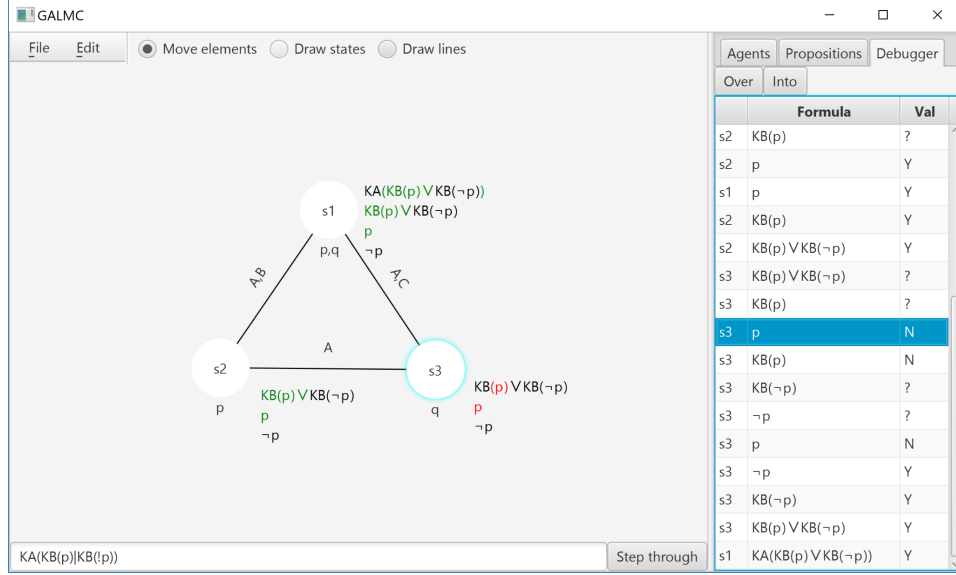 GALMC
File Edit Move elements Draw states Draw lines
Agents Propositions Debugger
Over Into
Formula Val
s2 KB(p) ?
s2 p Y
s1 p Y
s2 KB(p) Y
s2 KB(p)∨KB(¬p) Y
s3 KB(p)∨KB(¬p) ?
s3 KB(p) ?
s3 p N
s3 KB(p) N
s3 KB(¬p) ?
s3 ¬p ?
s3 p N
s3 ¬p Y
s3 KB(¬p) Y
s3 KB(p)∨KB(¬p) Y
s1 KA(KB(p)∨KB(¬p)) Y
s1
p,q
KA(KB(p)∨KB(¬p))
KB(p)∨KB(¬p)
p
¬p
A,B
A,C
A
s2
p
KB(p)∨KB(¬p)
p
¬p
s3
q
KB(p)∨KB(¬p)
p
¬p
KA(KB(p)|KB(!p))
Step through